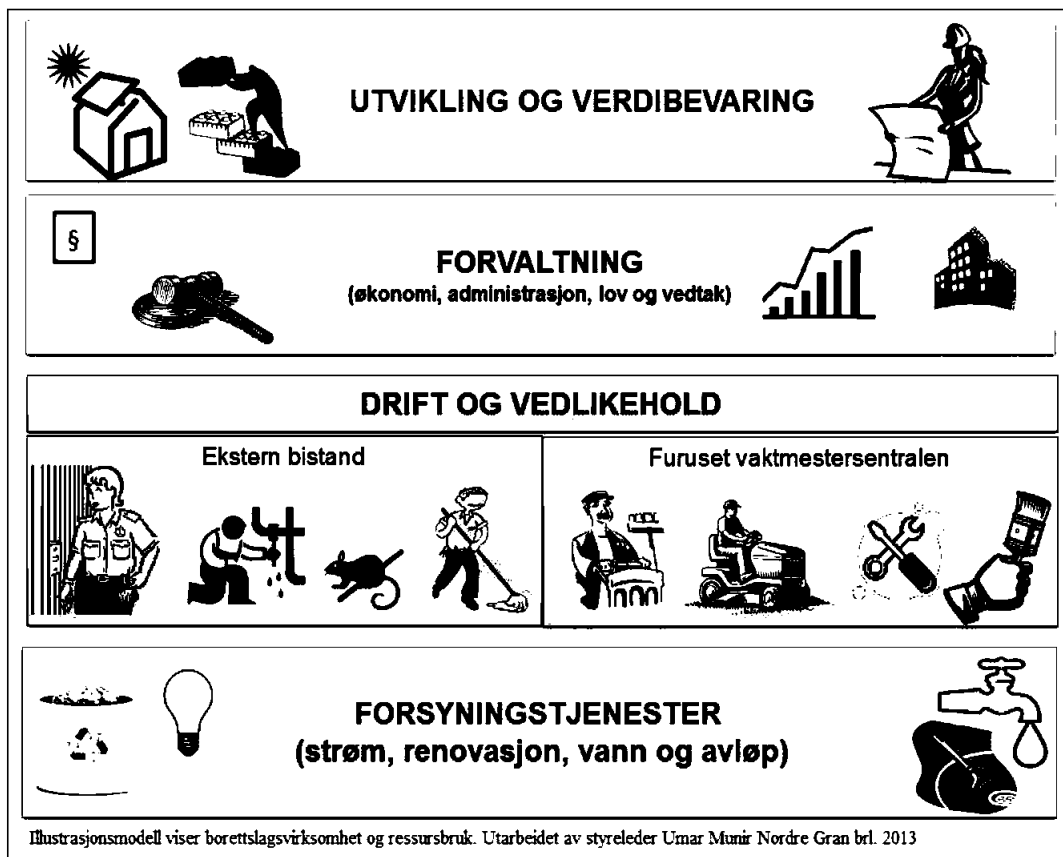 UTVIKLING OG VERDIBEVARING
§
FORVALTNING
(økonomi, administrasjon, lov og vedtak)
DRIFT OG VEDLIKEHOLD
Ekstern bistand
Furuset vaktmestersentralen
FORSYNINGSTJENESTER
(strøm, renovasjon, vann og avløp)
Illustrasjonsmodell viser borettslagsvirksomhet og ressursbruk. Utarbeidet av styreleder Umar Munir Nordre Gran brl. 2013